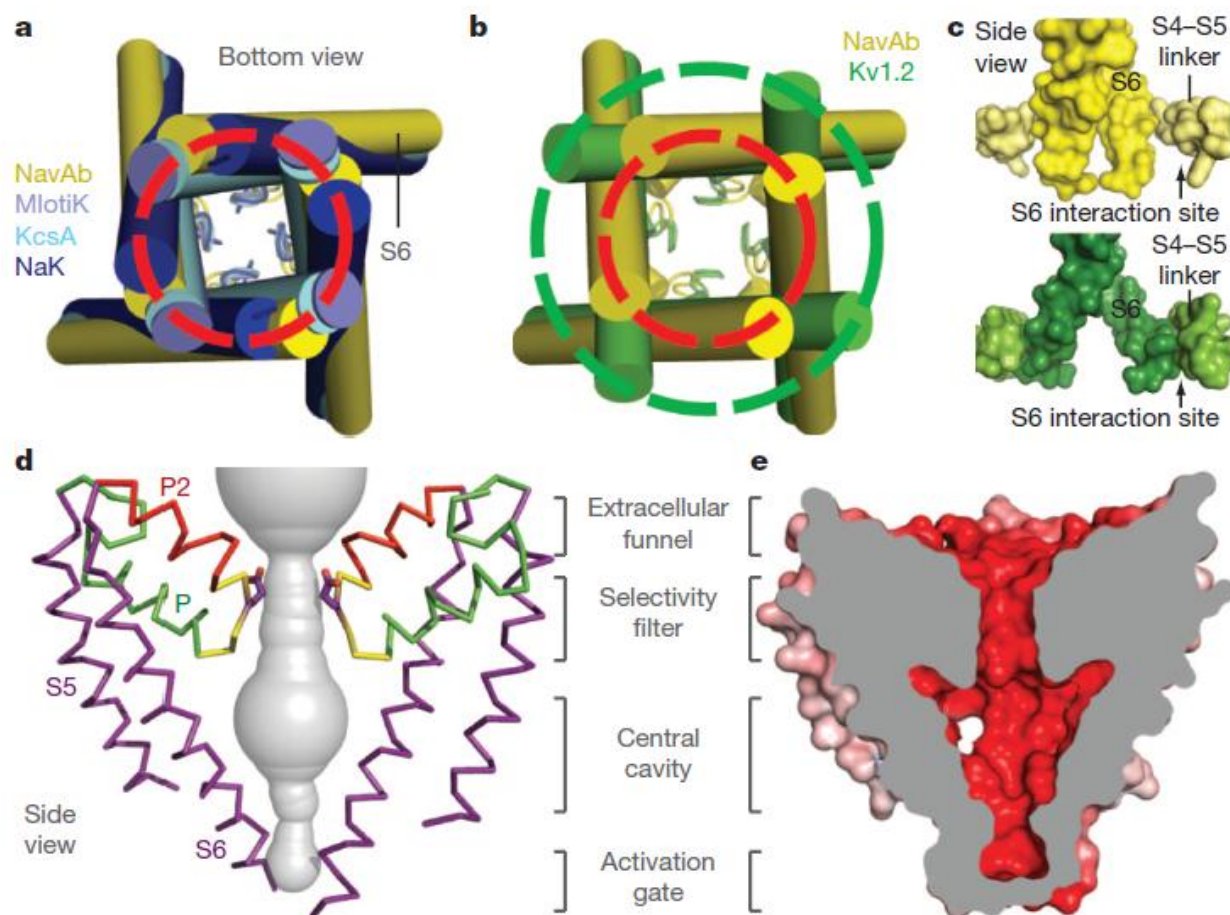 a
Bottom view
NavAb
MlotiK
KcsA
NaK
S6
b
NavAb
Kv1.2
c
Side
view
S4–S5
linker
S6
S6 interaction site
S4–S5
linker
S6
S6 interaction site
d
P2
P
S5
S6
Side
view
Extracellular
funnel
Selectivity
filter
Central
cavity
Activation
gate
e